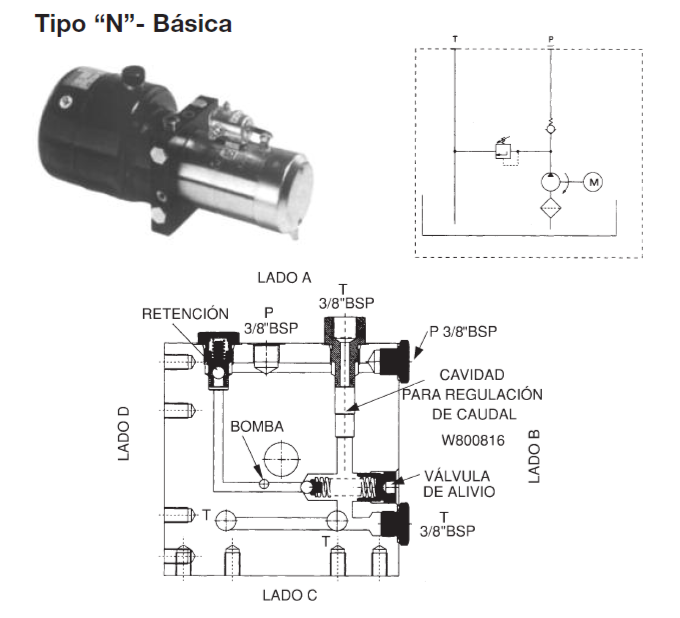 Tipo “N”- Básica
T
P
M
LADO A
T
3/8"BSP
RETENCIÓN
P
3/8"BSP
P 3/8"BSP
CAVIDAD
PARA REGULACIÓN
DE CAUDAL
W800816
BOMBA
LADO D
LADO B
VÁLVULA
DE ALIVIO
T
T
T
3/8"BSP
LADO C